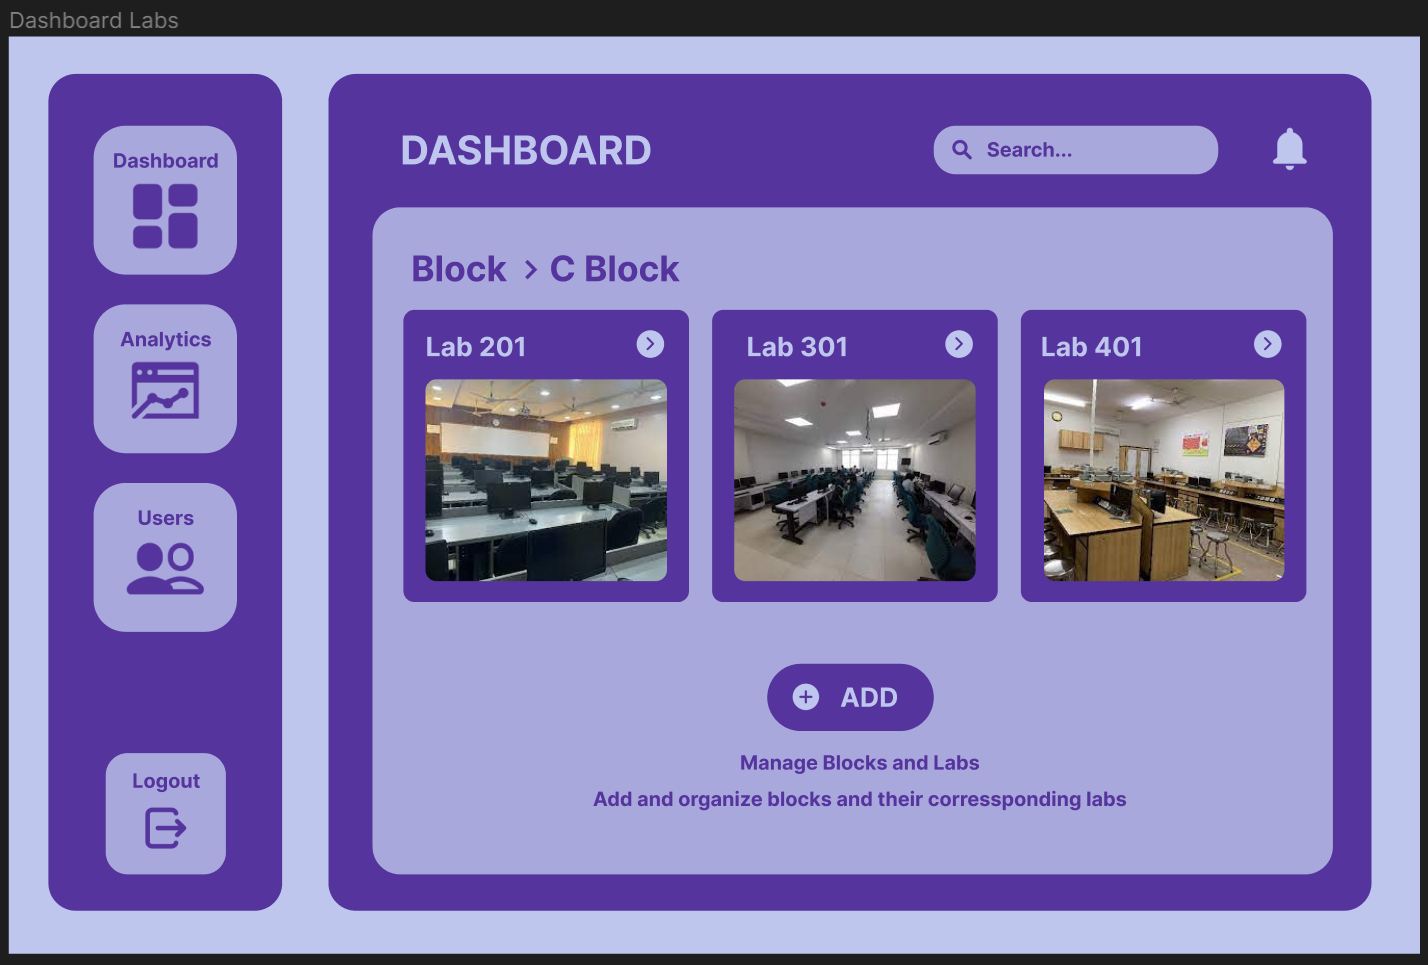 Dashboard Labs
Dashboard
Analytics
Users
Logout
DASHBOARD
Search...
Block > C Block
Lab 201
Lab 301
Lab 401
ADD
Manage Blocks and Labs
Add and organize blocks and their corressponding labs